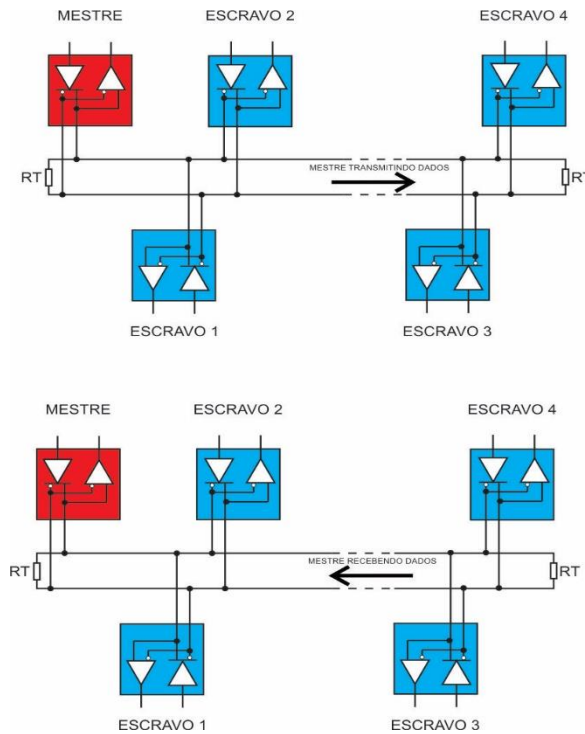 MESTRE ESCRAVO 2 ESCRAVO 4
MESTRE TRANSMITINDO DADOS
RT RT
ESCRAVO 1 ESCRAVO 3
MESTRE ESCRAVO 2 ESCRAVO 4
MESTRE RECEBENDO DADOS
RT RT
ESCRAVO 1 ESCRAVO 3